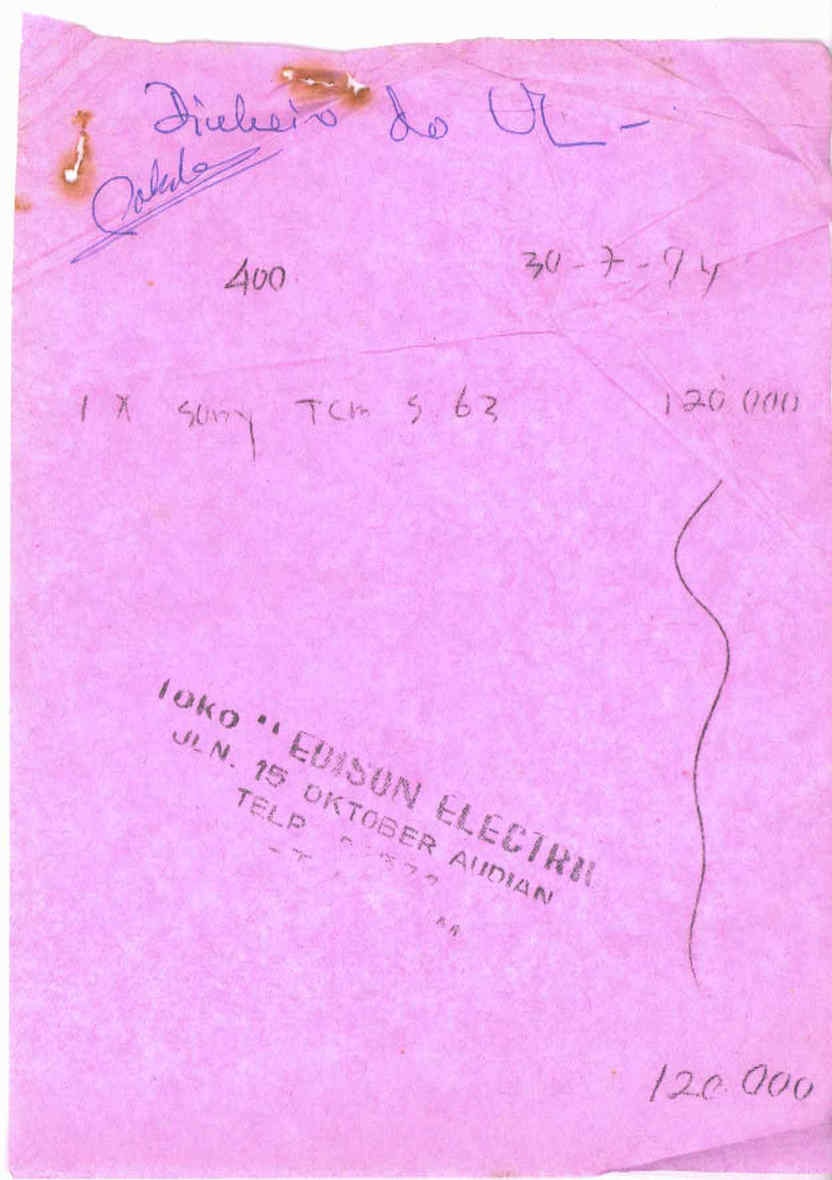 Dinheiro do
400 30-7-94
1 X Sony TCM S 63 120 000
TOKO " EDISON ELECTRIC
JLN. 15 OKTOBER AUDIAN
TELP
120.000